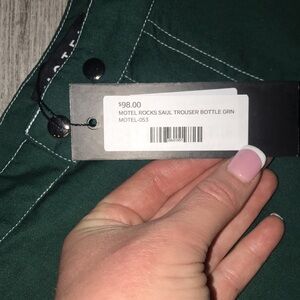 $98.00
MOTEL ROCKS SAUL TROUSER BOTTLE GRN
MOTEL-053